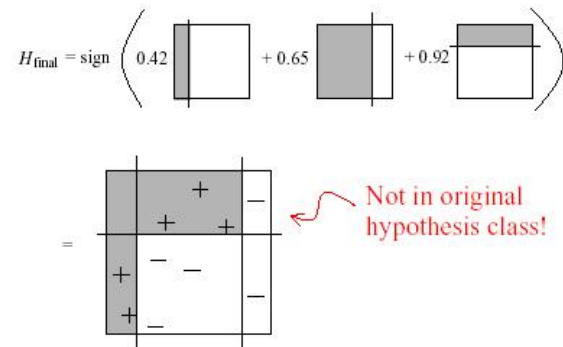 H_final = sign ( 0.42 + 0.65 + 0.92 )
Not in original
hypothesis class!
=
+ + + −
+ − −
+ − −